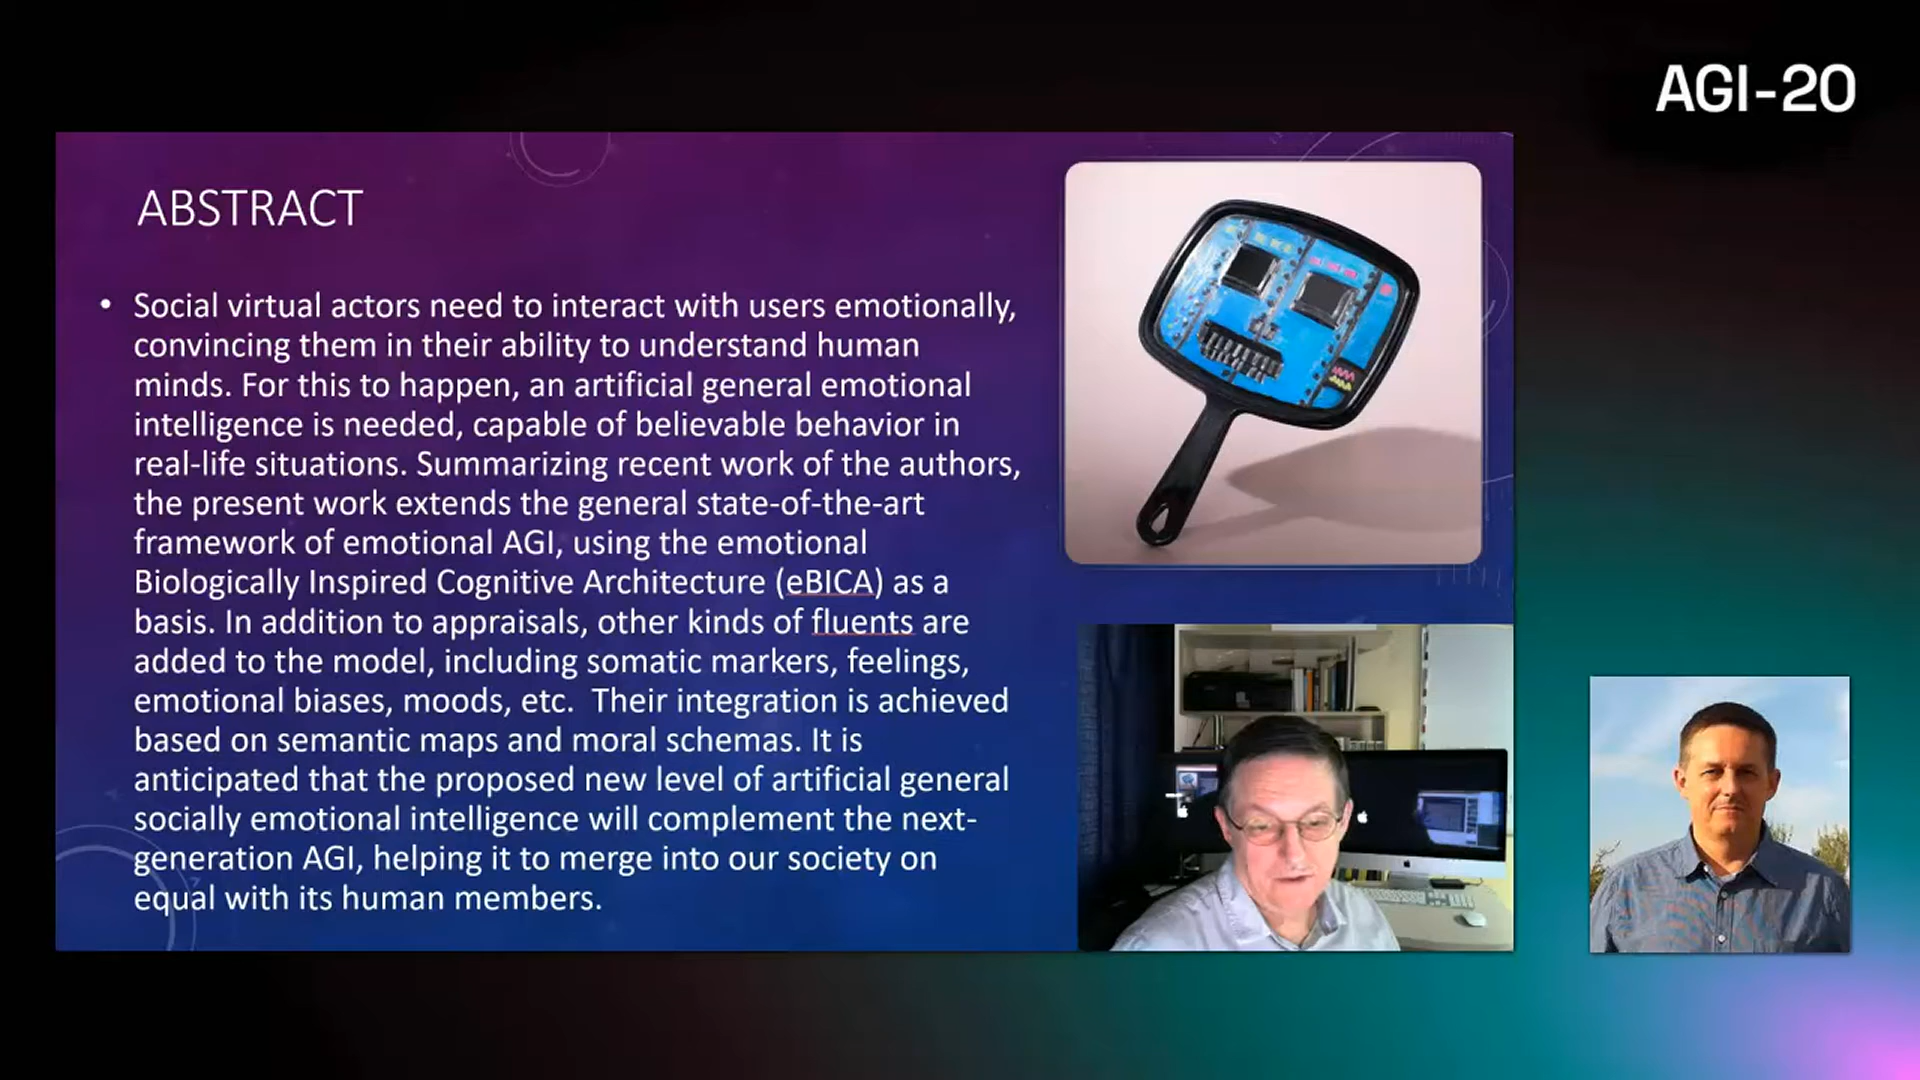 AGI-20
ABSTRACT
• Social virtual actors need to interact with users emotionally,
convincing them in their ability to understand human
minds. For this to happen, an artificial general emotional
intelligence is needed, capable of believable behavior in
real-life situations. Summarizing recent work of the authors,
the present work extends the general state-of-the-art
framework of emotional AGI, using the emotional
Biologically Inspired Cognitive Architecture (eBICA) as a
basis. In addition to appraisals, other kinds of fluents are
added to the model, including somatic markers, feelings,
emotional biases, moods, etc.  Their integration is achieved
based on semantic maps and moral schemas. It is
anticipated that the proposed new level of artificial general
socially emotional intelligence will complement the next-
generation AGI, helping it to merge into our society on
equal with its human members.